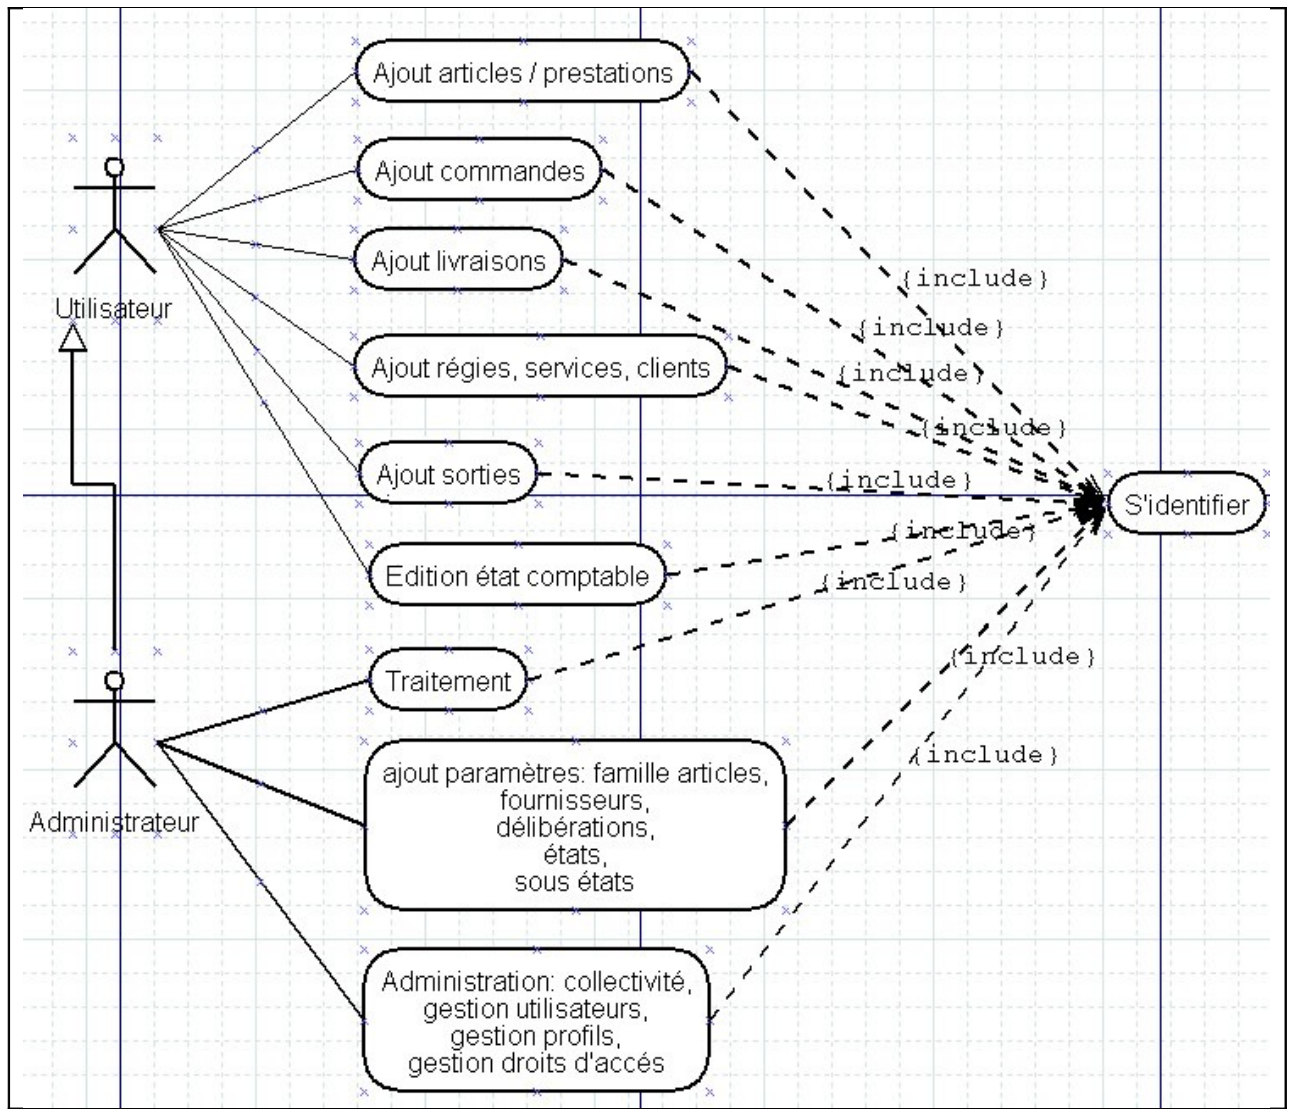 Ajout articles / prestations
Ajout commandes
{include}
Ajout livraisons
Utilisateur
{include}
Ajout régies, services, clients
{include}
{include}
Ajout sorties
{include}
S'identifier
{include}
Edition état comptable
{include}
Traitement
{include}
ajout paramètres: famille articles,
fournisseurs,
délibérations,
états,
sous états
{include}
Administrateur
Administration: collectivité,
gestion utilisateurs,
gestion profils,
gestion droits d'accés